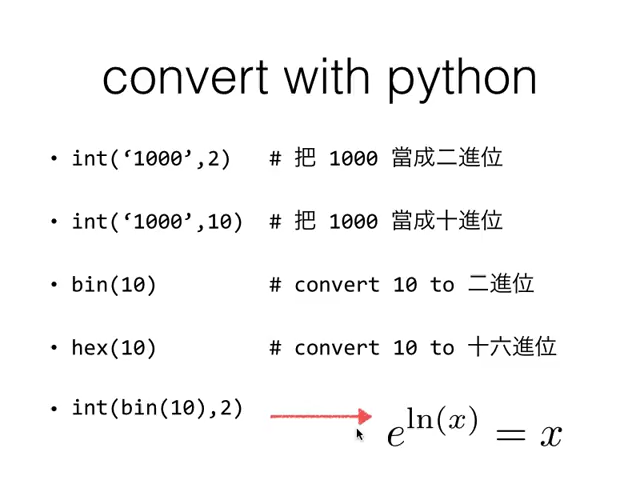 convert with python
• int(‘1000’,2) # 把 1000 當成二進位
• int(‘1000’,10) # 把 1000 當成十進位
• bin(10) # convert 10 to 二進位
• hex(10) # convert 10 to 十六進位
• int(bin(10),2) e^{ln(x)} = x